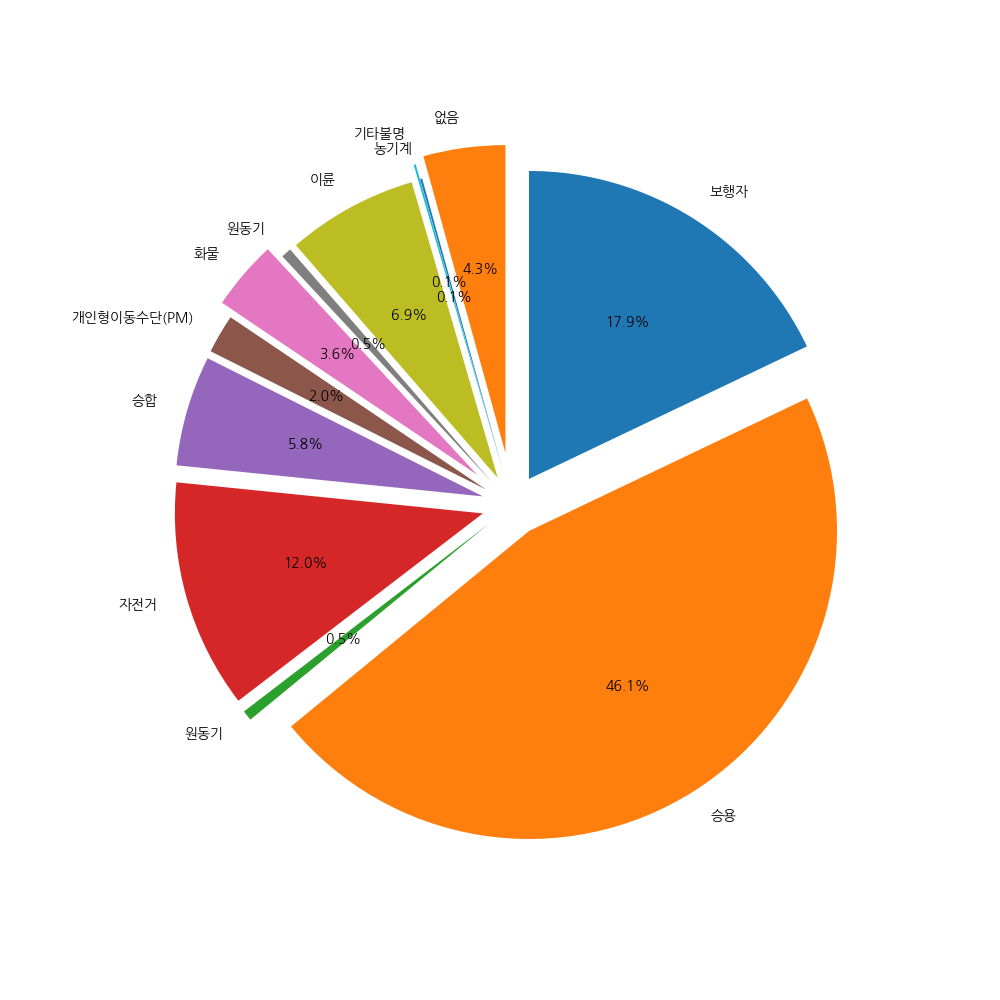 없음
기타불명
농기계
이륜
보행자
원동기
화물
4.3%
0.1%
0.1%
6.9%
17.9%
개인형이동수단(PM)
0.5%
3.6%
2.0%
승합
5.8%
12.0%
자전거
0.5%
46.1%
원동기
승용